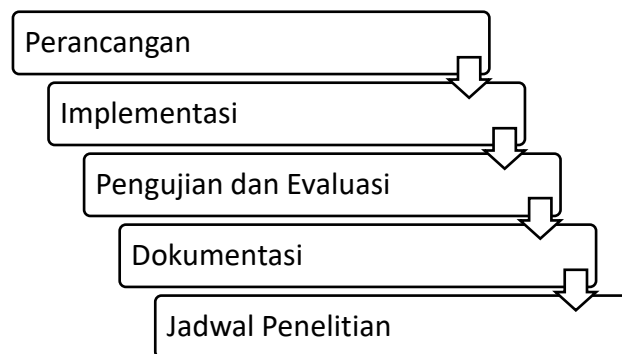 Perancangan
Implementasi
Pengujian dan Evaluasi
Dokumentasi
Jadwal Penelitian